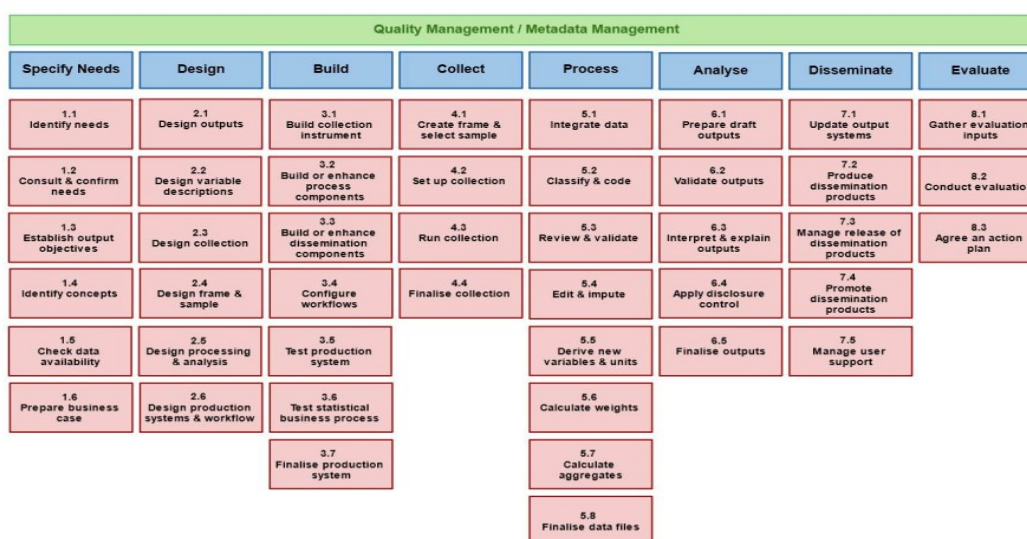 Quality Management / Metadata Management
Specify Needs
Design
Build
Collect
Process
Analyse
Disseminate
Evaluate
1.1
Identify needs
2.1
Design outputs
3.1
Build collection
instrument
4.1
Create frame &
select sample
5.1
Integrate data
6.1
Prepare draft
outputs
7.1
Update output
systems
8.1
Gather evaluation
inputs
1.2
Consult & confirm
needs
2.2
Design variable
descriptions
3.2
Build or enhance
process
components
4.2
Set up collection
5.2
Classify & code
6.2
Validate outputs
7.2
Produce
dissemination
products
8.2
Conduct evaluation
1.3
Establish output
objectives
2.3
Design collection
3.3
Build or enhance
dissemination
components
4.3
Run collection
5.3
Review & validate
6.3
Interpret & explain
outputs
7.3
Manage release of
dissemination
products
8.3
Agree an action
plan
1.4
Identify concepts
2.4
Design frame &
sample
3.4
Configure
workflows
4.4
Finalise collection
5.4
Edit & impute
6.4
Apply disclosure
control
7.4
Promote
dissemination
products
1.5
Check data
availability
2.5
Design processing
& analysis
3.5
Test production
system
5.5
Derive new
variables & units
6.5
Finalise outputs
7.5
Manage user
support
1.6
Prepare business
case
2.6
Design production
systems & workflow
3.6
Test statistical
business process
5.6
Calculate weights
3.7
Finalise production
system
5.7
Calculate
aggregates
5.8
Finalise data files